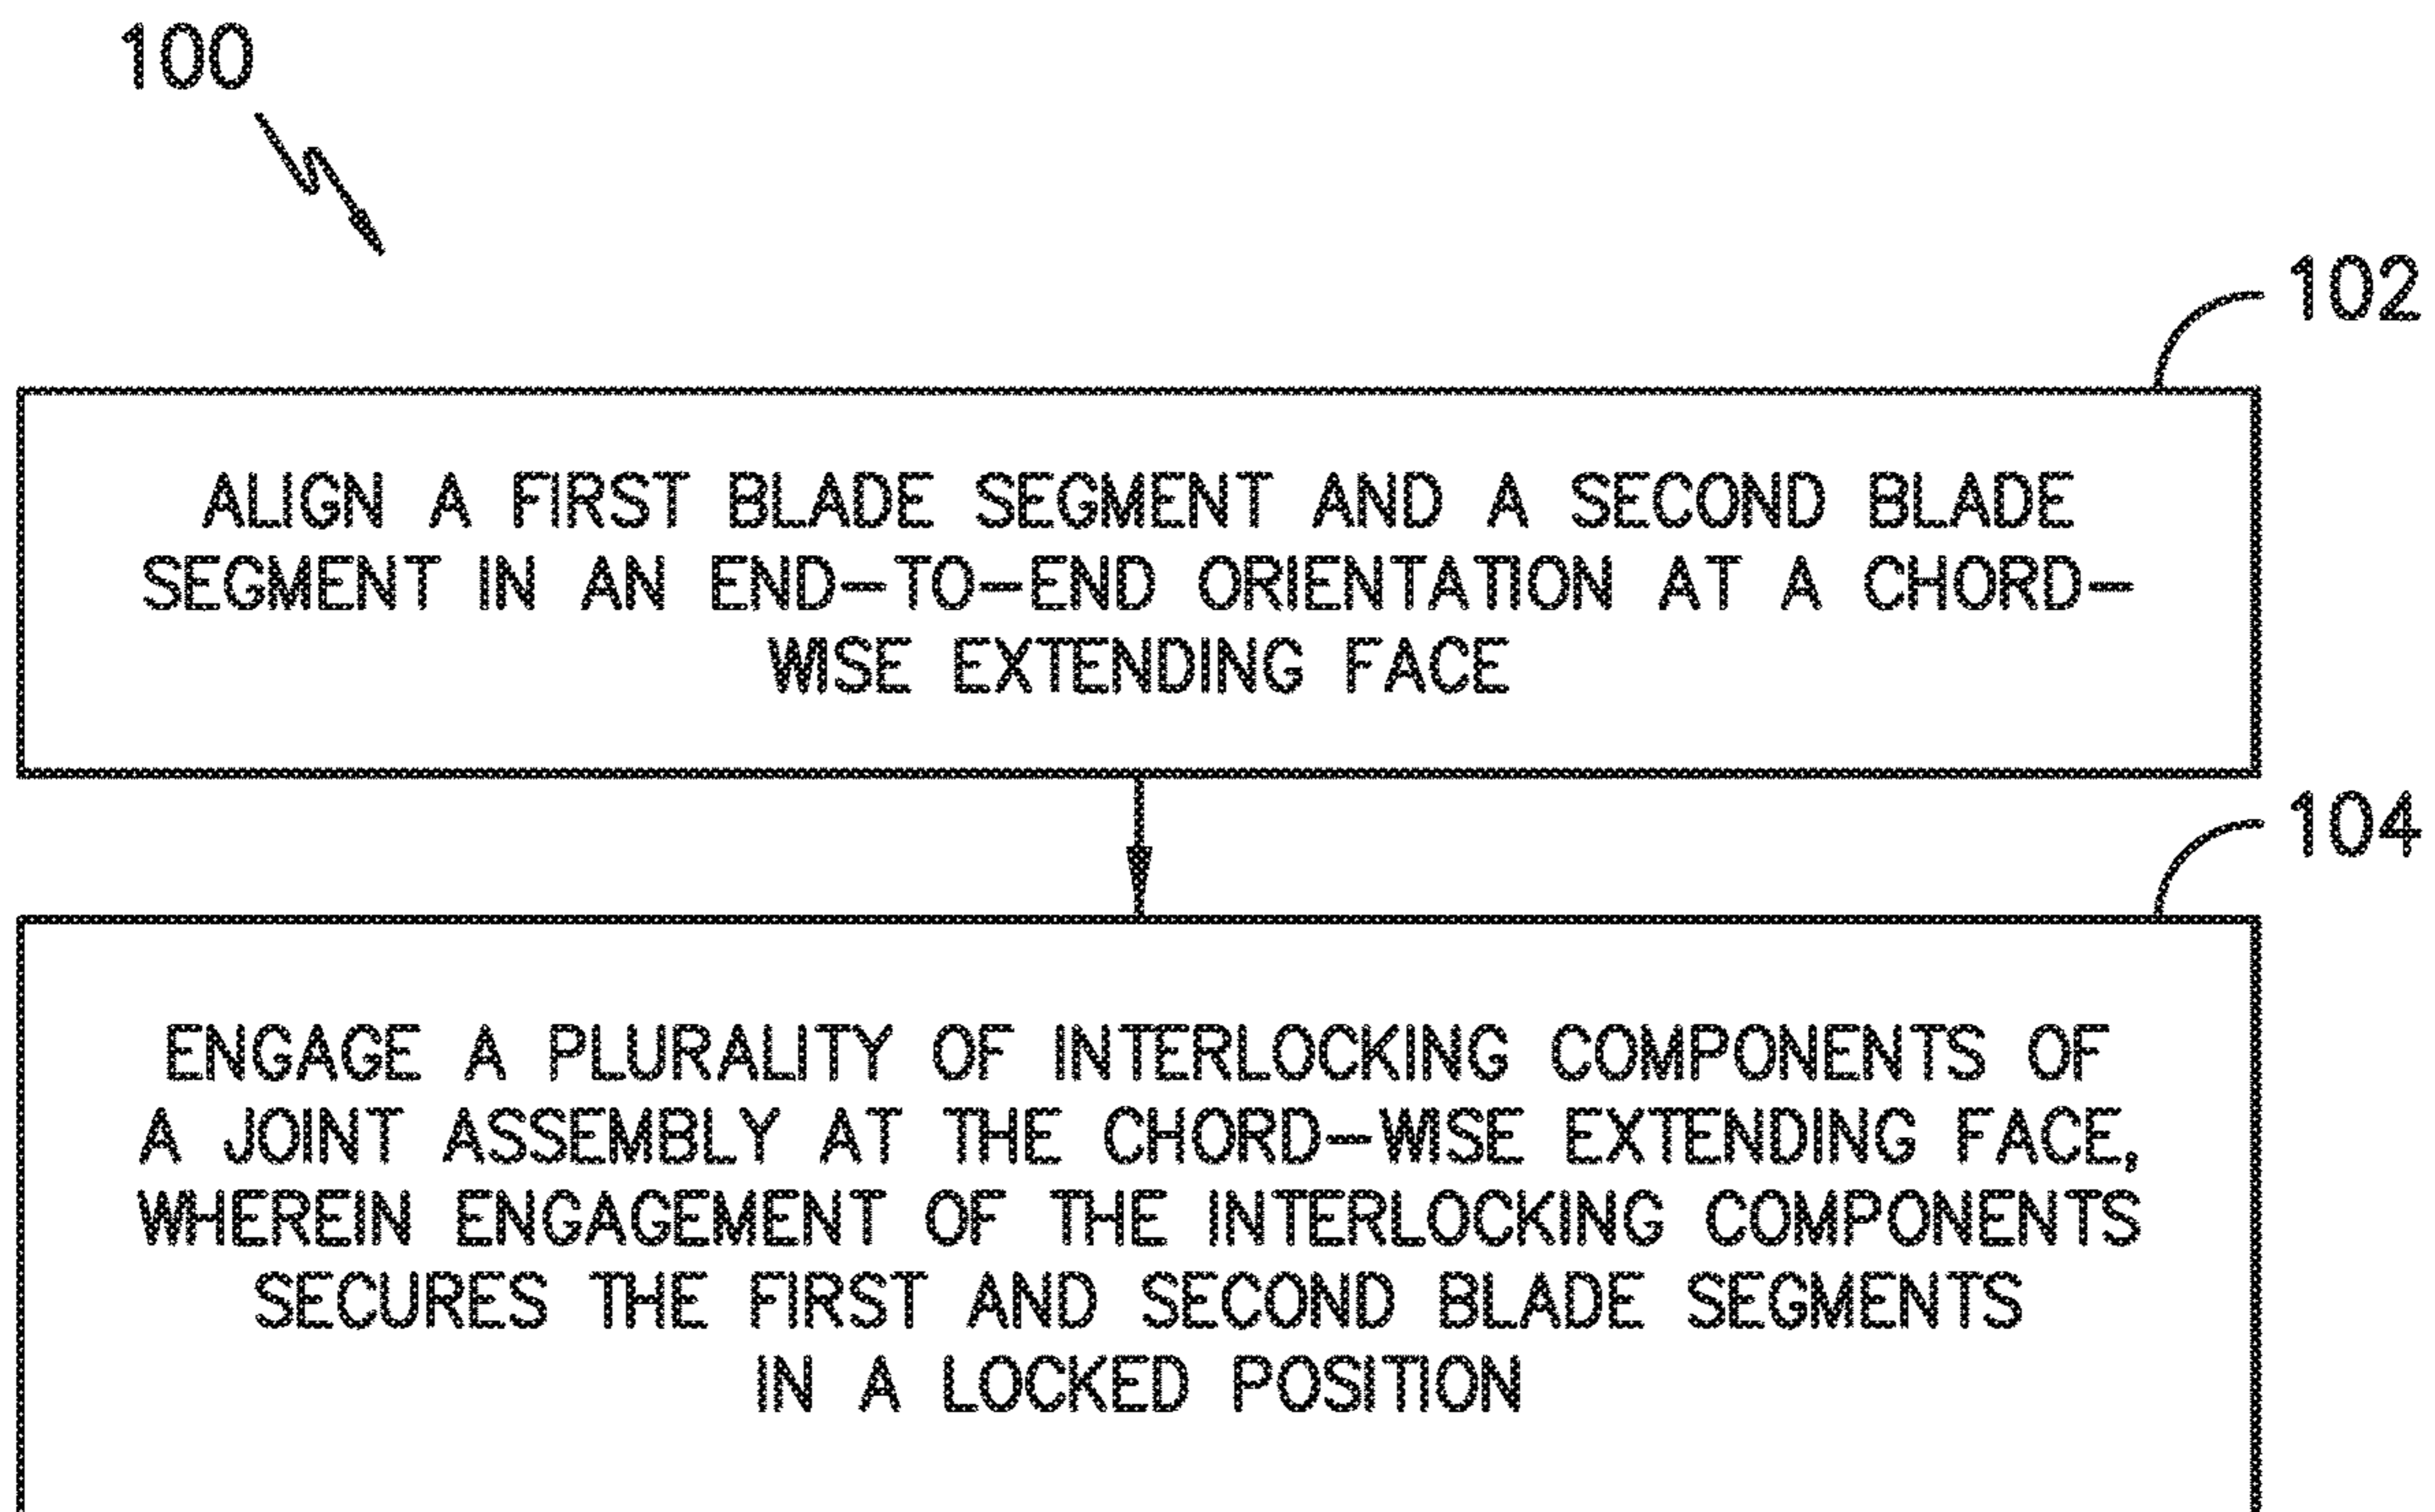 100
102
ALIGN A FIRST BLADE SEGMENT AND A SECOND BLADE
SEGMENT IN AN END-TO-END ORIENTATION AT A CHORD-
WISE EXTENDING FACE
104
ENGAGE A PLURALITY OF INTERLOCKING COMPONENTS OF
A JOINT ASSEMBLY AT THE CHORD-WISE EXTENDING FACE,
WHEREIN ENGAGEMENT OF THE INTERLOCKING COMPONENTS
SECURES THE FIRST AND SECOND BLADE SEGMENTS
IN A LOCKED POSITION